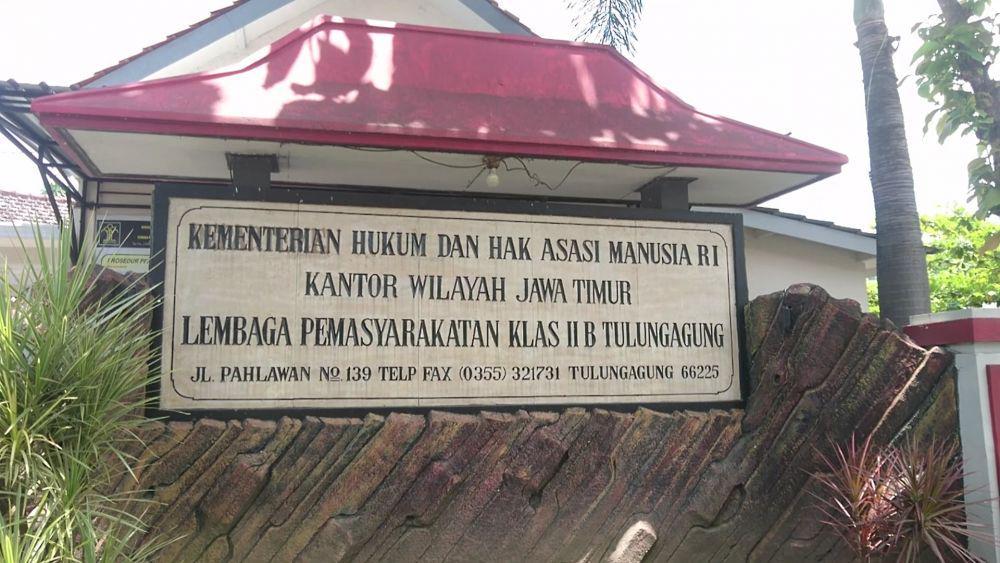 KEMENTERIAN HUKUM DAN HAK ASASI MANUSIA RI
KANTOR WILAYAH JAWA TIMUR
LEMBAGA PEMASYARAKATAN KLAS II B TULUNGAGUNG
JL. PAHLAWAN NO. 139 TELP FAX (0355) 321731 TULUNGAGUNG 66225